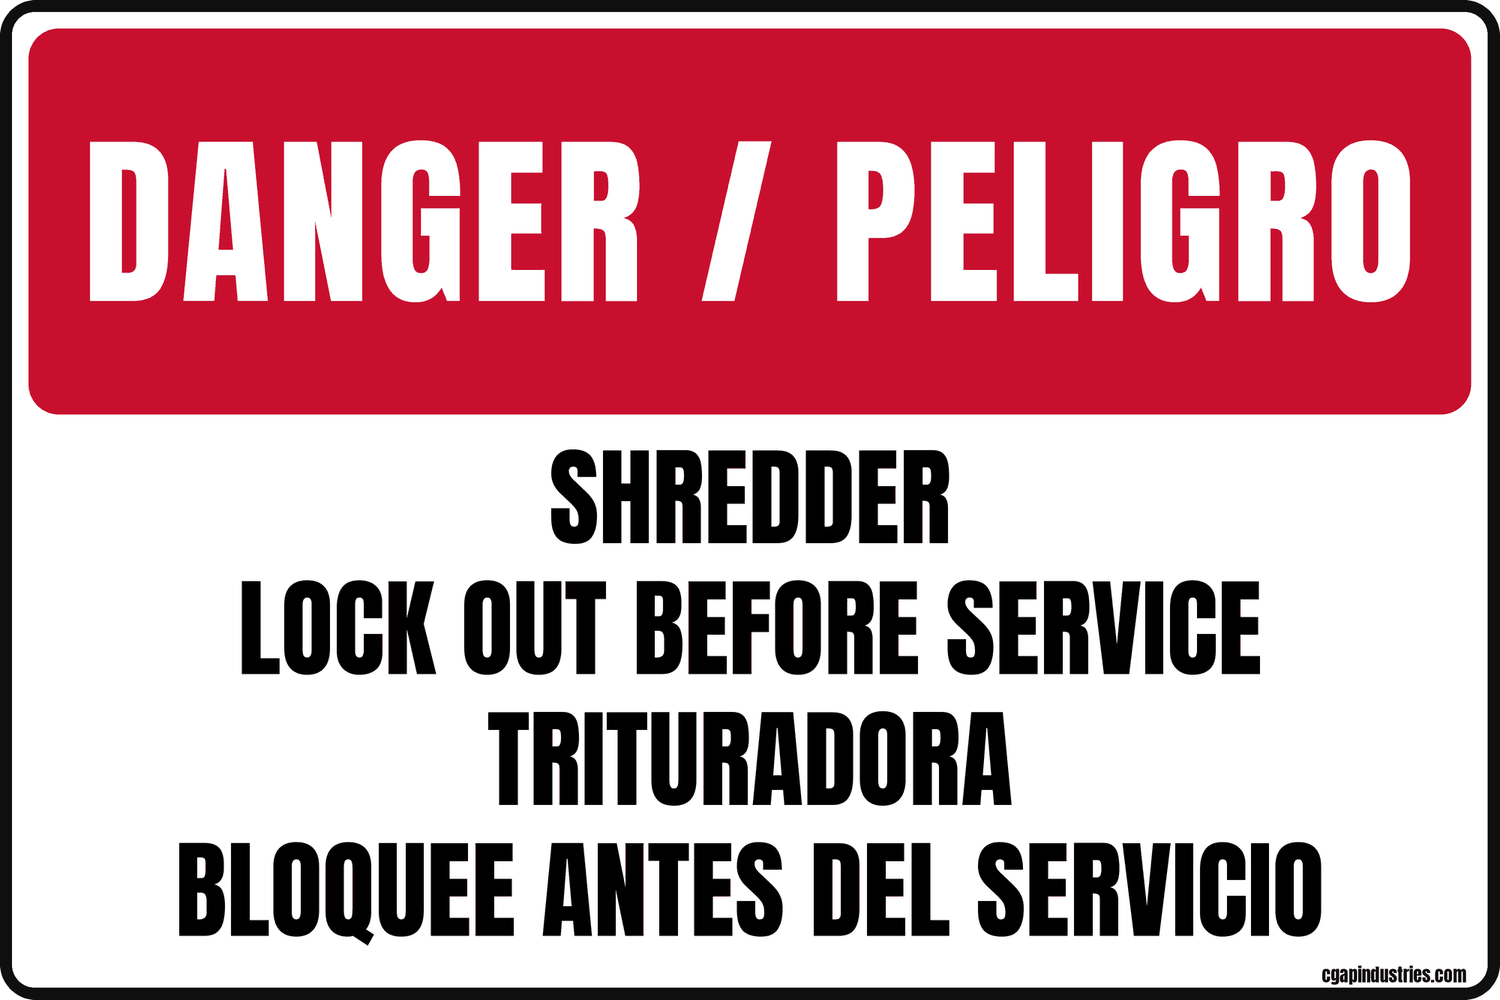 DANGER / PELIGRO
SHREDDER
LOCK OUT BEFORE SERVICE
TRITURADORA
BLOQUEE ANTES DEL SERVICIO
cgapindustries.com